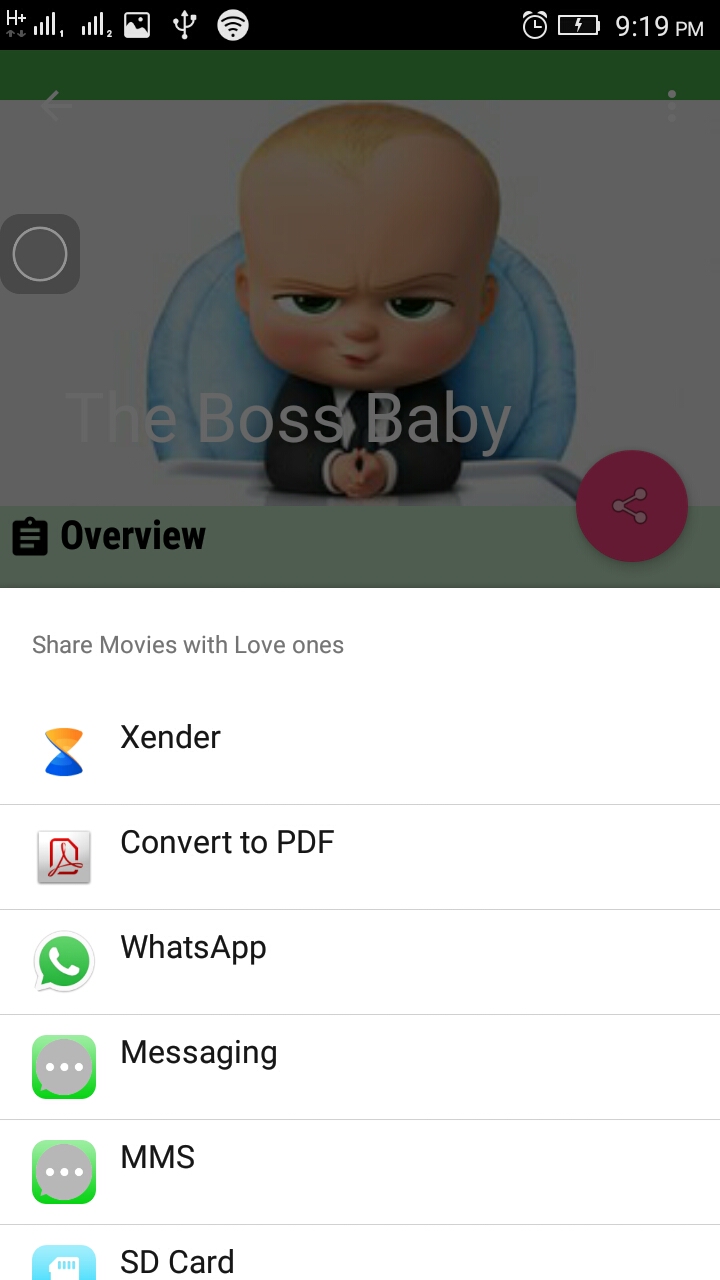 H+ 1 2 9:19 PM
The Boss Baby
Overview
Share Movies with Love ones
Xender
Convert to PDF
WhatsApp
Messaging
MMS
SD Card